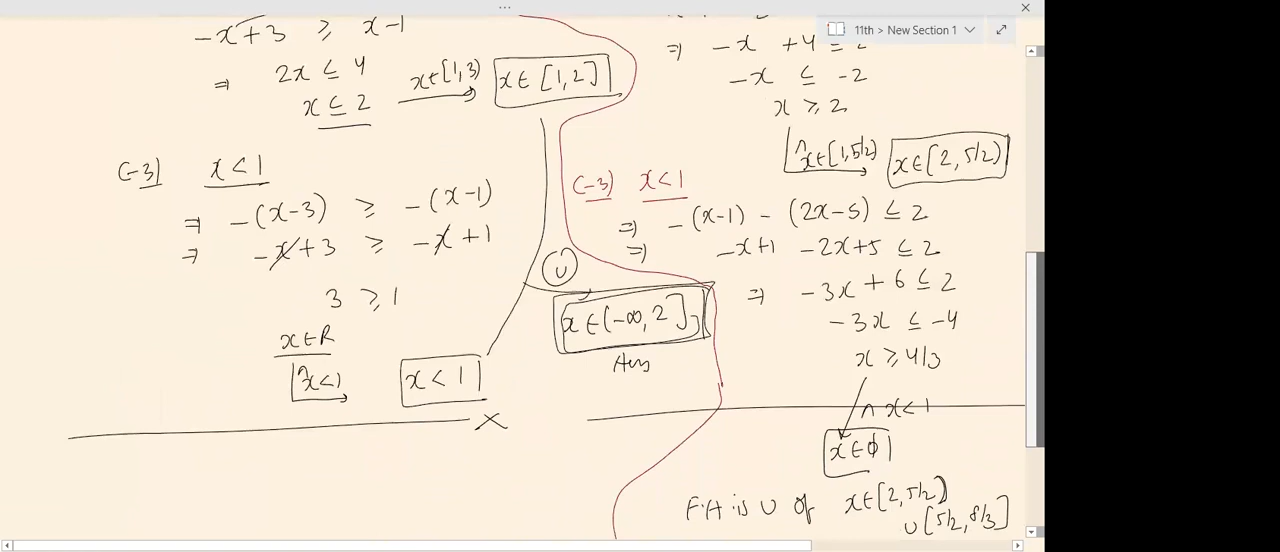 11th > New Section 1
-x+3 ≥ x-1
⇒ 2x ≤ 4
x ≤ 2
x∈[1,3)
x∈[1,2]
C-3) x<1
⇒ -(x-3) ≥ -(x-1)
⇒ -x+3 ≥ -x+1
3 ≥ 1
x∈R
∩ x<1
x<1
∪
x∈(-∞,2]
Ans
⇒ -x +4 ≤ 2
-x ≤ -2
x ≥ 2
∩ x∈[1,5/2)
x∈[2,5/2)
C-3) x<1
⇒ -(x-1) - (2x-5) ≤ 2
⇒ -x+1 -2x+5 ≤ 2
⇒ -3x+6 ≤ 2
-3x ≤ -4
x ≥ 4/3
∩ x<1
x∈ϕ
F.A is ∪ of x∈[2,5/2)
∪[5/2,8/3]